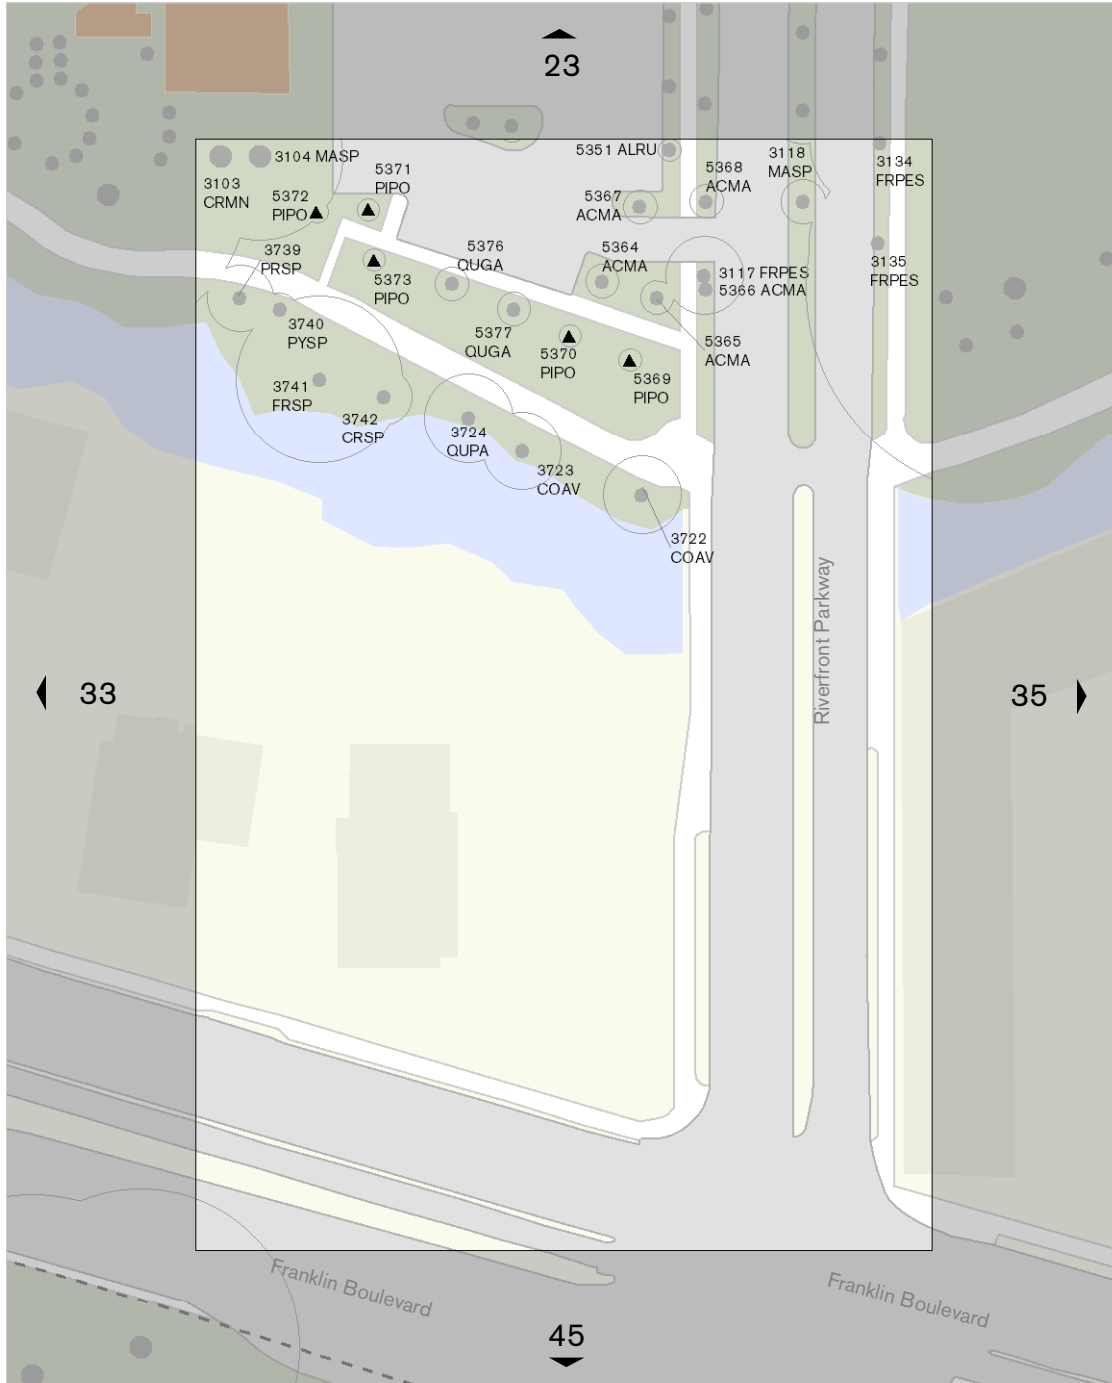 23
5351 ALRU
3104 MASP
3118
MASP
5371
PIPO
5368
ACMA
3134
FRPES
3103
CRMN
5372
PIPO
5367
ACMA
3739
PRSP
5376
QUGA
5364
ACMA
3135
FRPES
3117 FRPES
5366 ACMA
5373
PIPO
3740
PYSP
5377
QUGA
5370
PIPO
5365
ACMA
5369
PIPO
3741
FRSP
3742
CRSP
3724
QUPA
3723
COAV
3722
COAV
Riverfront Parkway
33
35
Franklin Boulevard
Franklin Boulevard
45